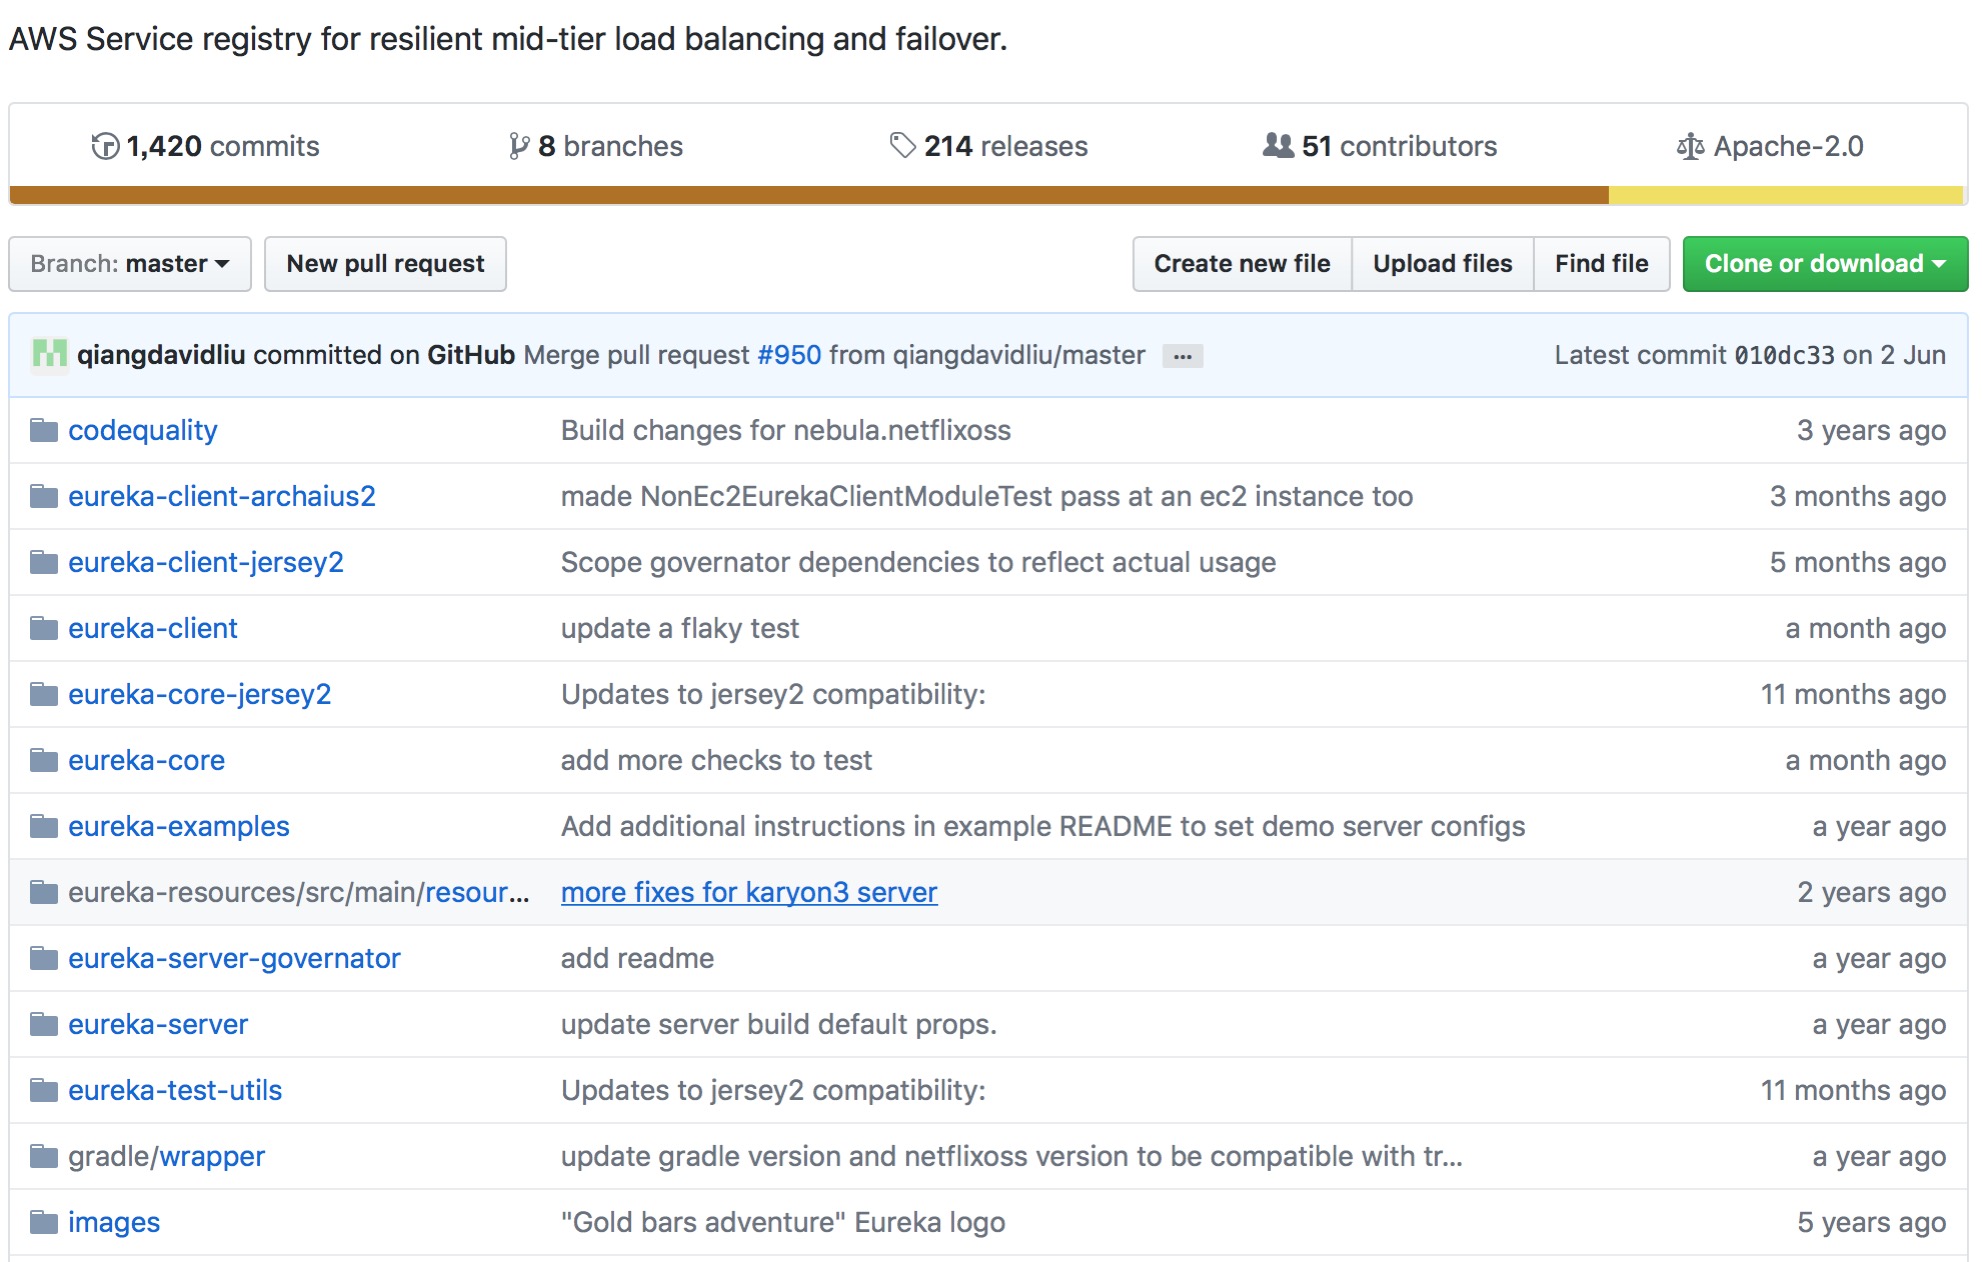 AWS Service registry for resilient mid-tier load balancing and failover.
1,420 commits 8 branches 214 releases 51 contributors Apache-2.0
Branch: master New pull request Create new file Upload files Find file Clone or download
qiangdavidliu committed on GitHub Merge pull request #950 from qiangdavidliu/master ... Latest commit 010dc33 on 2 Jun
codequality Build changes for nebula.netflixoss 3 years ago
eureka-client-archaius2 made NonEc2EurekaClientModuleTest pass at an ec2 instance too 3 months ago
eureka-client-jersey2 Scope governator dependencies to reflect actual usage 5 months ago
eureka-client update a flaky test a month ago
eureka-core-jersey2 Updates to jersey2 compatibility: 11 months ago
eureka-core add more checks to test a month ago
eureka-examples Add additional instructions in example README to set demo server configs a year ago
eureka-resources/src/main/resour... more fixes for karyon3 server 2 years ago
eureka-server-governator add readme a year ago
eureka-server update server build default props. a year ago
eureka-test-utils Updates to jersey2 compatibility: 11 months ago
gradle/wrapper update gradle version and netflixoss version to be compatible with tr... a year ago
images "Gold bars adventure" Eureka logo 5 years ago